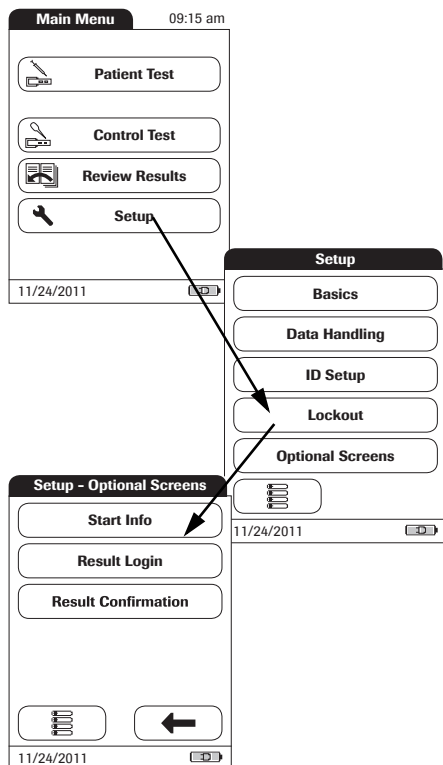 Main Menu
09:15 am
Patient Test
Control Test
Review Results
Setup
11/24/2011
Setup
Basics
Data Handling
ID Setup
Lockout
Optional Screens
11/24/2011
Setup - Optional Screens
Start Info
Result Login
Result Confirmation
11/24/2011